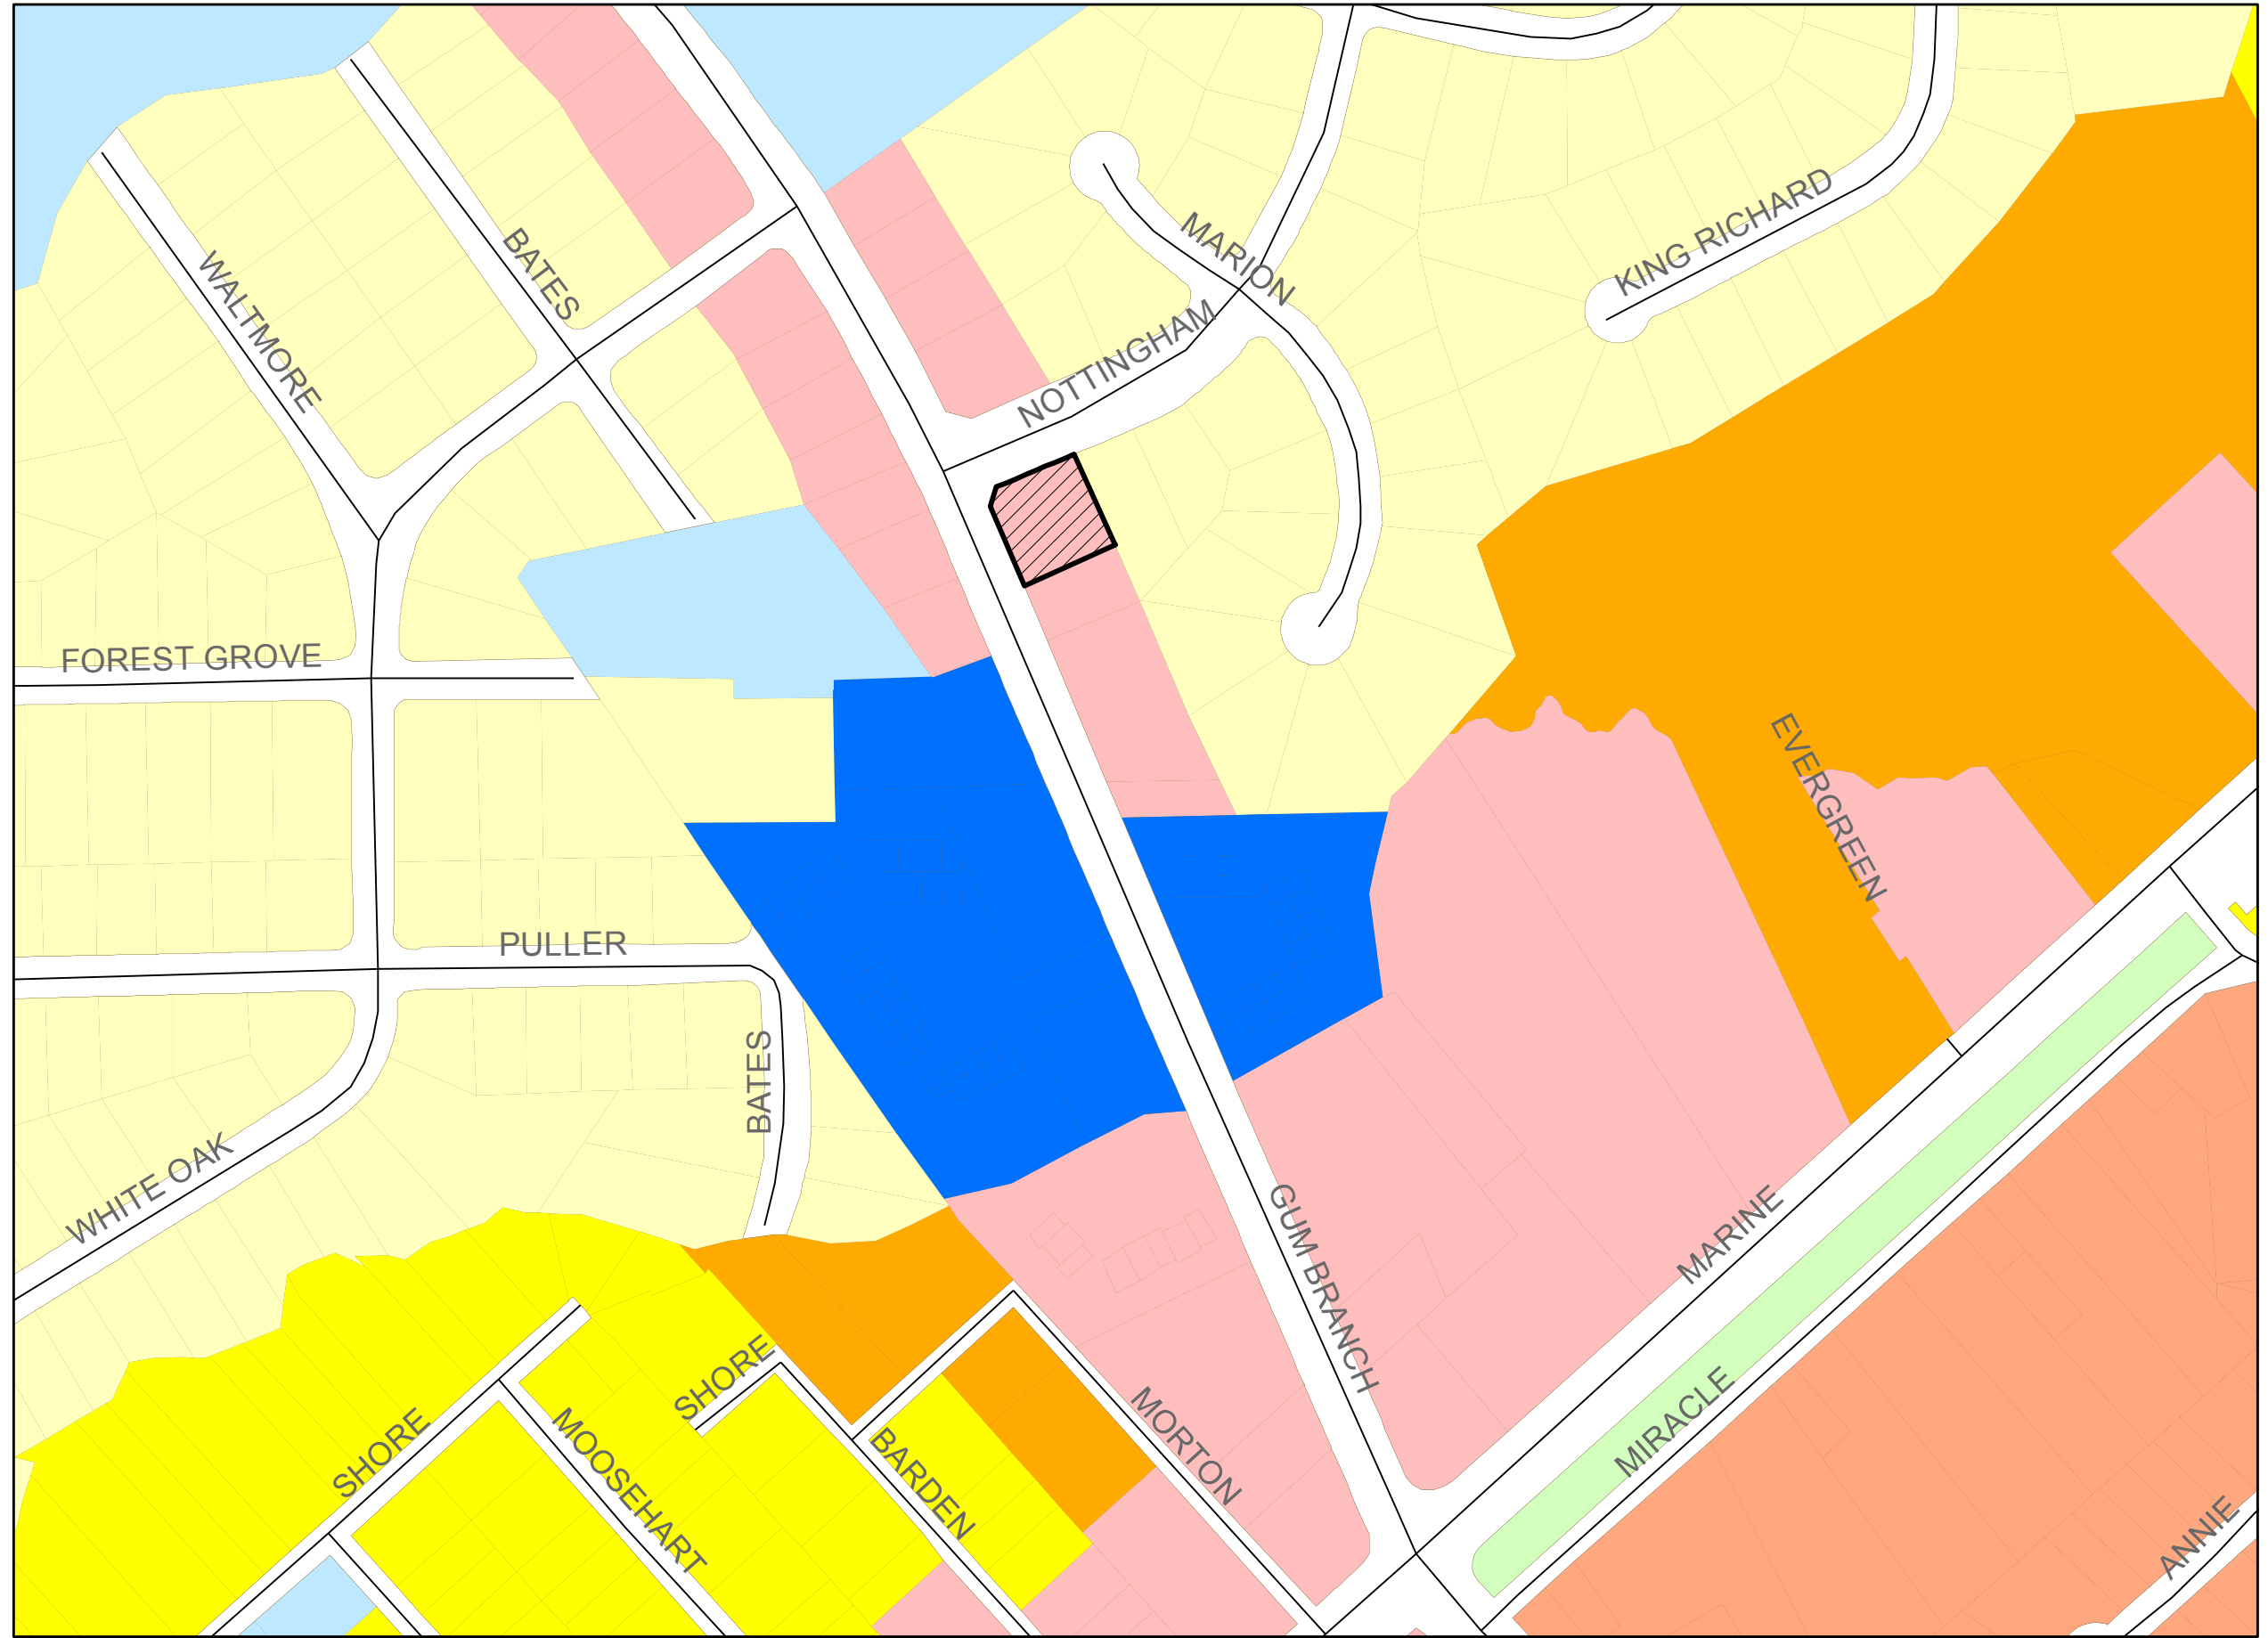 BATES
WALTMORE
MARION
KING RICHARD
NOTTINGHAM
FOREST GROVE
EVERGREEN
PULLER
BATES
WHITE OAK
GUM BRANCH
MARINE
SHORE
MIRACLE
SHORE
MOOSEHART
BARDEN
MORTON
ANNIE